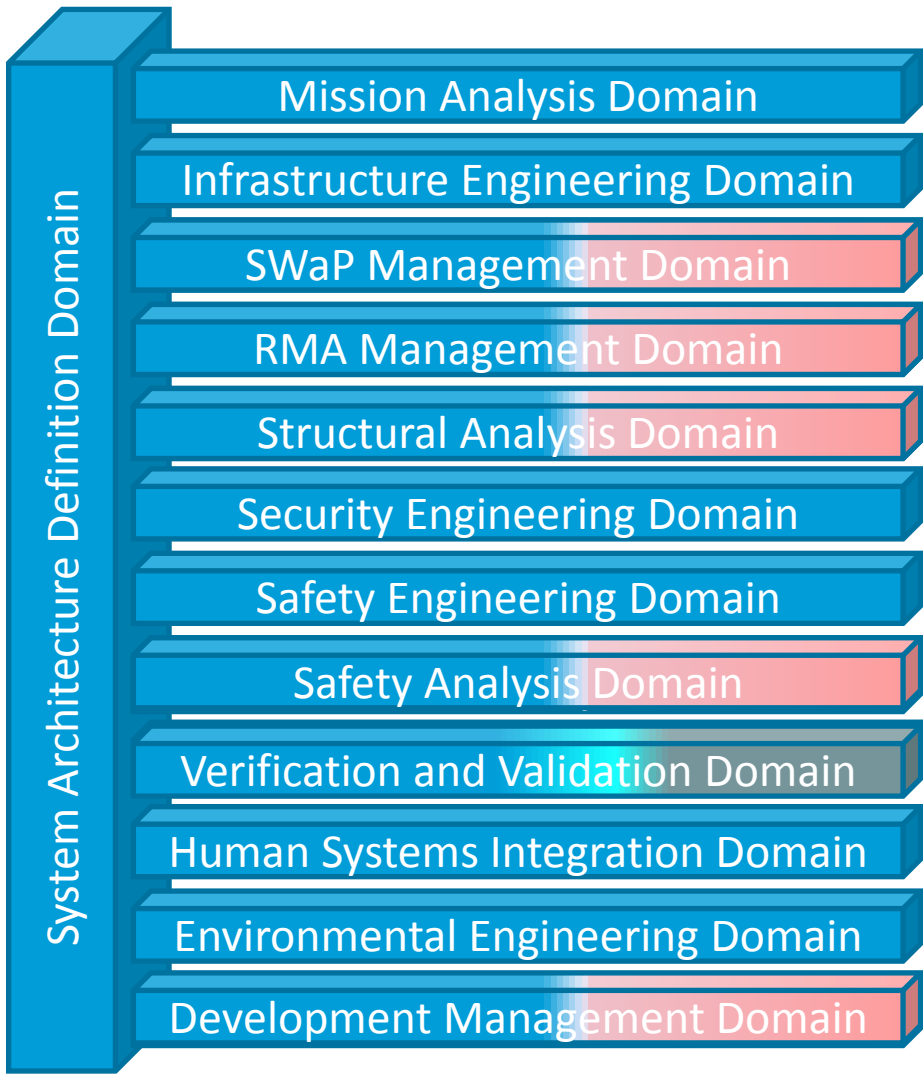 System Architecture Definition Domain
Mission Analysis Domain
Infrastructure Engineering Domain
SWaP Management Domain
RMA Management Domain
Structural Analysis Domain
Security Engineering Domain
Safety Engineering Domain
Safety Analysis Domain
Verification and Validation Domain
Human Systems Integration Domain
Environmental Engineering Domain
Development Management Domain